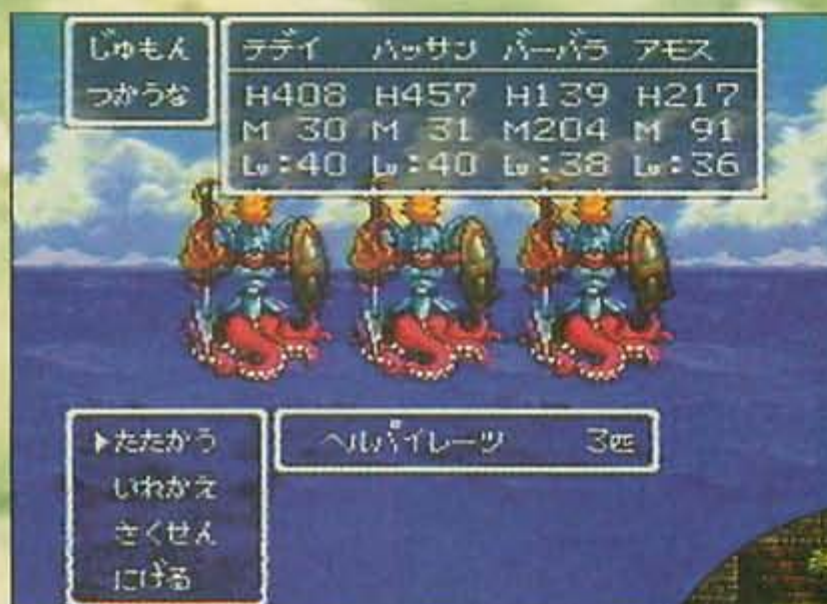 じゅもん
つかうな
テディ ハッサン バーバラ アモス
H408 H457 H139 H217
M 30 M 31 M204 M 91
Lv:40 Lv:40 Lv:38 Lv:36
▶たたかう
いれかえ
さくせん
にげる
ヘルパイレーツ 3匹